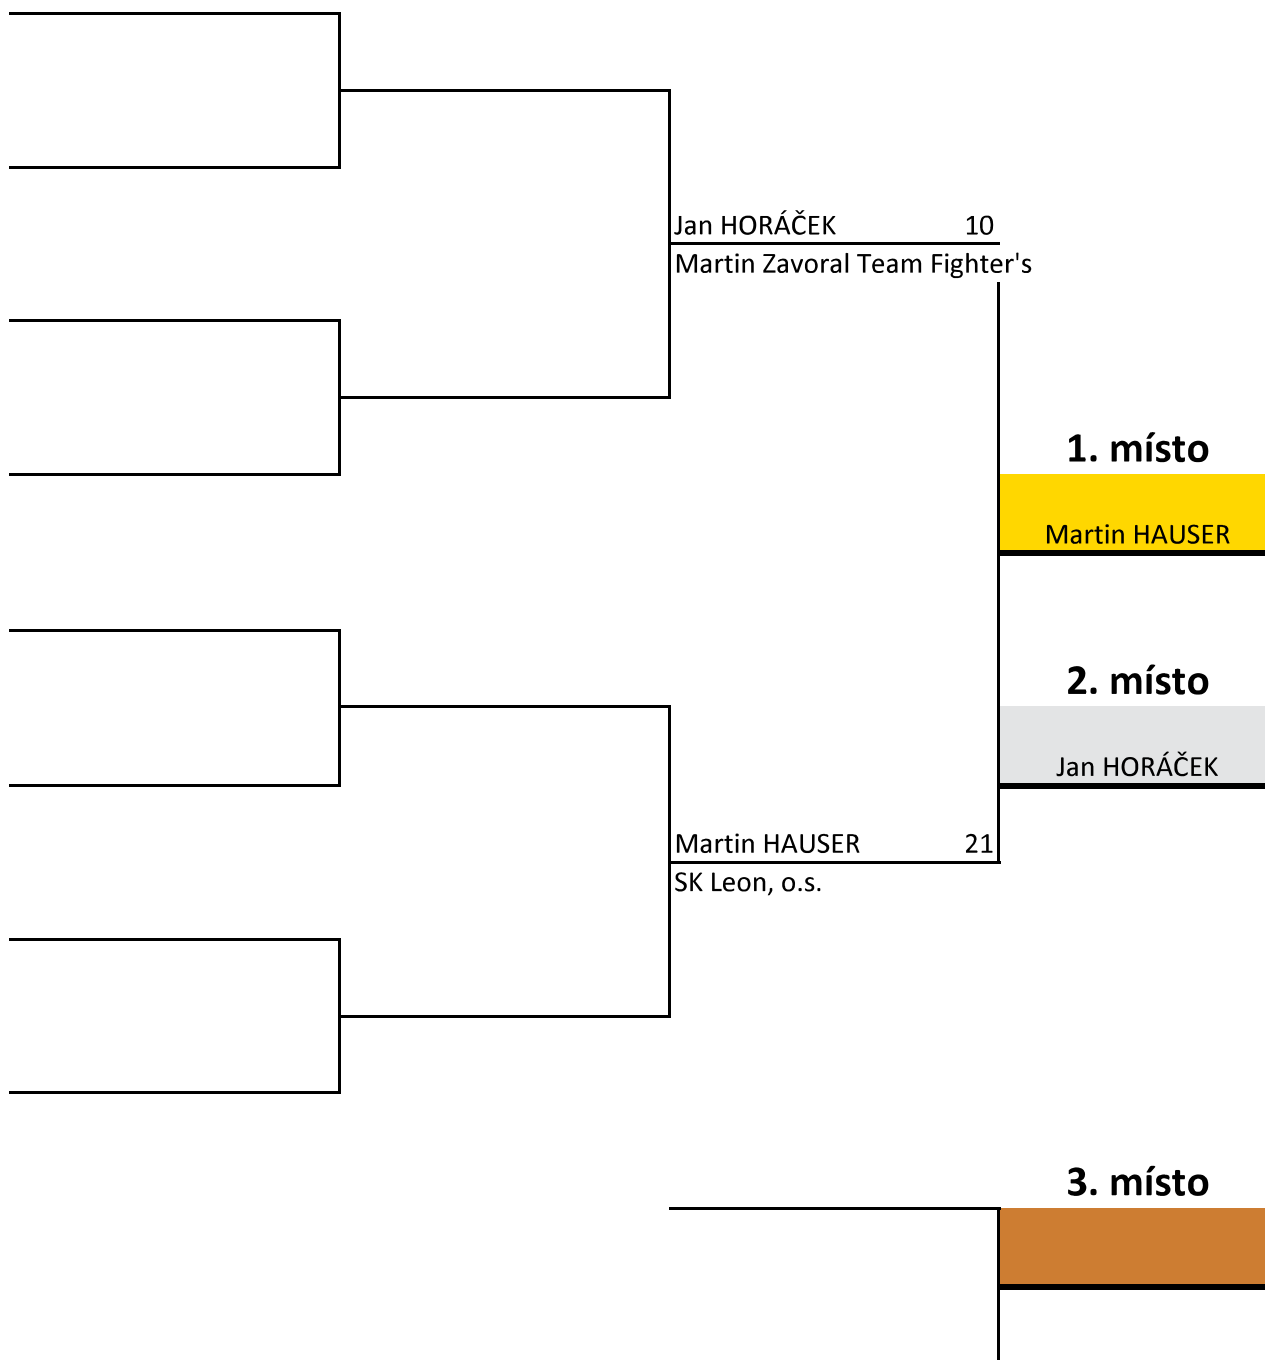 Jan HORÁČEK 10
Martin Zavoral Team Fighter's
1. místo
Martin HAUSER
2. místo
Jan HORÁČEK
Martin HAUSER 21
SK Leon, o.s.
3. místo